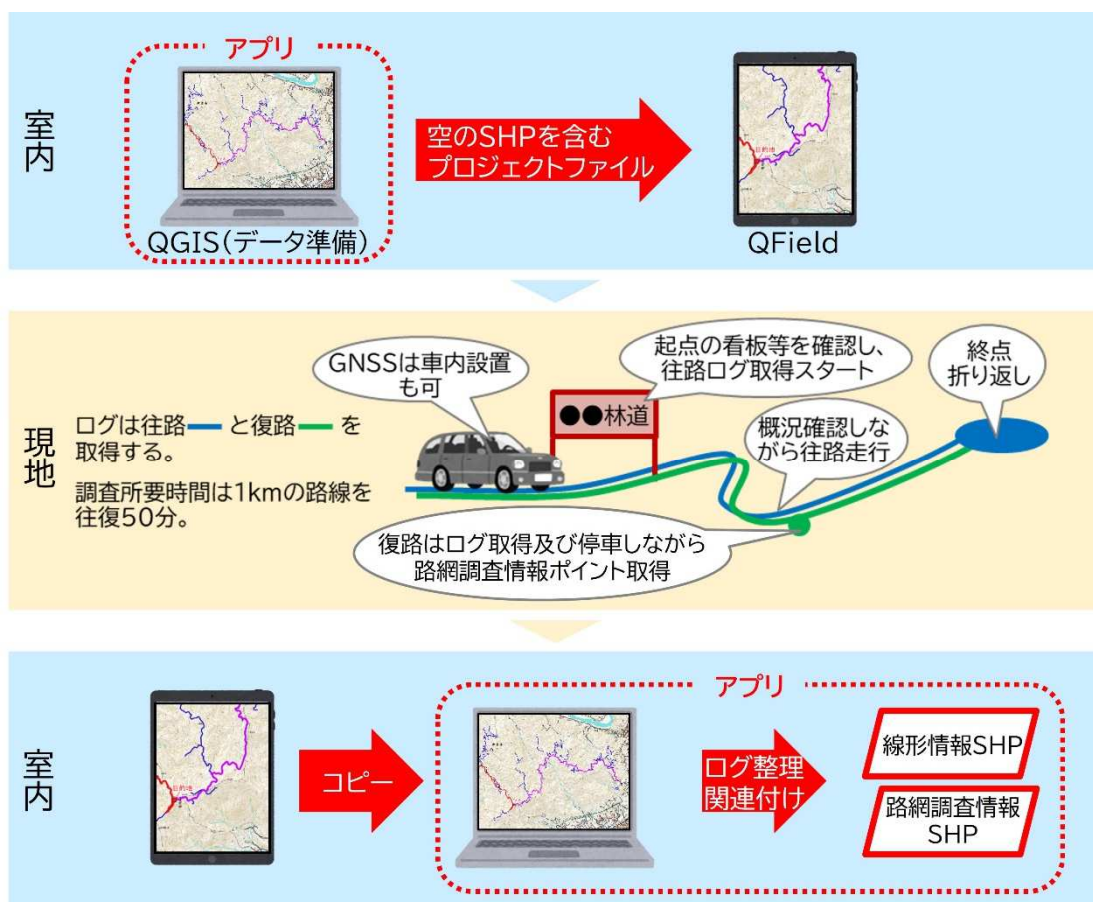 アプリ
室内
QGIS(データ準備)
空のSHPを含む
プロジェクトファイル
目的地
QField
現地
ログは往路 と復路 を
取得する。
調査所要時間は1kmの路線を
往復50分。
GNSSは車内設置
も可
●●林道
起点の看板等を確認し、
往路ログ取得スタート
終点
折り返し
概況確認しな
がら往路走行
復路はログ取得及び停車しながら
路網調査情報ポイント取得
室内
目的地
コピー
アプリ
ログ整理
関連付け
線形情報SHP
路網調査情報
SHP